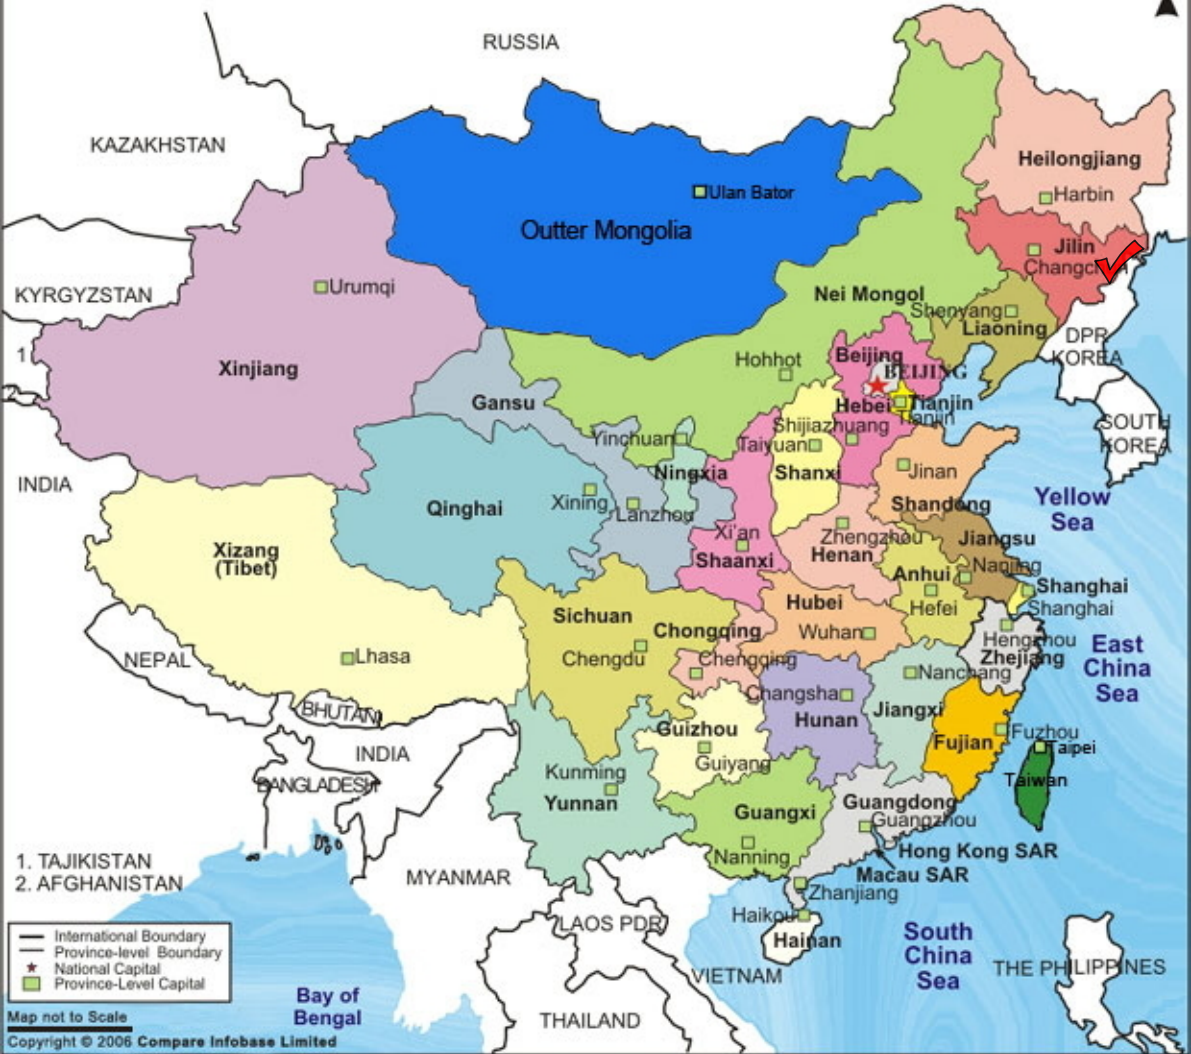 RUSSIA
KAZAKHSTAN
Heilongjiang
Harbin
Ulan Bator
Outter Mongolia
Jilin
Changch
KYRGYZSTAN
Urumqi
Nei Mongol
Shenyang
Liaoning
DPR
KOREA
1
2
Xinjiang
Hohhot
Beijing
BEIJING
Gansu
Hebei
Tianjin
Tianjin
SOUTH
KOREA
Yinchuan
Shijiazhuang
Taiyuan
Ningxia
Shanxi
Jinan
INDIA
Qinghai
Xining
Lanzhou
Shandong
Yellow
Sea
Xizang
(Tibet)
Xi'an
Shaanxi
Zhengzhou
Henan
Jiangsu
Nanjing
Anhui
Hefei
Shanghai
Shanghai
Sichuan
Chongqing
Hubei
Wuhan
Hengzhou
Zhejiang
East
China
Sea
NEPAL
Lhasa
Chengdu
Chengqing
Nanchang
Changsha
Hunan
Jiangxi
BHUTAN
INDIA
Guizhou
Guiyang
Fujian
Fuzhou
Taipei
Taiwan
BANGLADESH
Kunming
Yunnan
Guangxi
Guangdong
Guangzhou
Nanning
Hong Kong SAR
Macau SAR
1. TAJIKISTAN
2. AFGHANISTAN
MYANMAR
Zhanjiang
Haikou
Hainan
LAOS PDR
VIETNAM
South
China
Sea
THE PHILIPPINES
THAILAND
Bay of
Bengal
International Boundary
Province-level Boundary
National Capital
Province-Level Capital
Map not to Scale
Copyright © 2006 Compare Infobase Limited